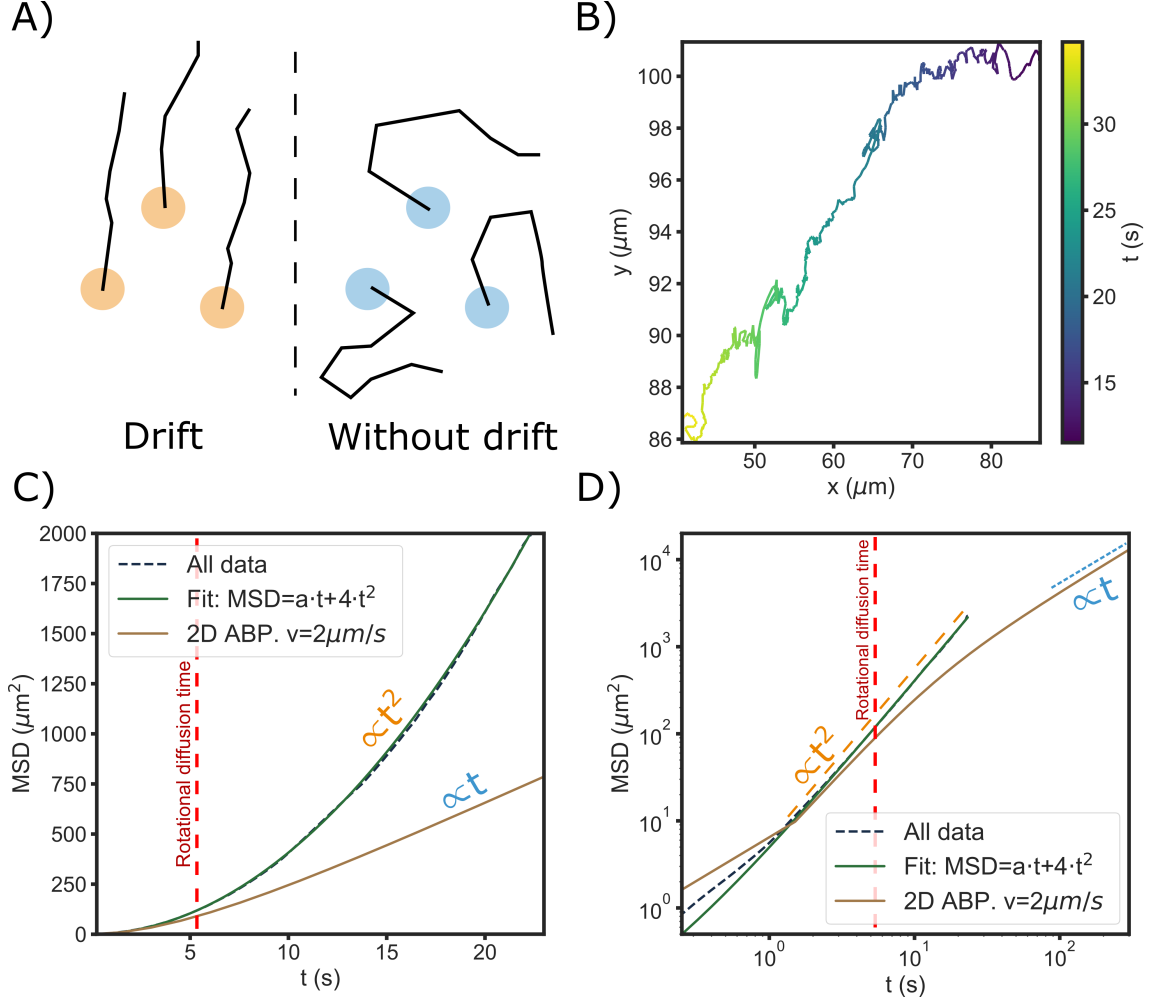 A)
Drift
Without drift
B)
y (μm)
100
98
96
94
92
90
88
86
50
60
70
80
x (μm)
30
25
20
15
t (s)
C)
MSD (μm²)
2000
1750
1500
1250
1000
750
500
250
0
5
10
15
20
t (s)
All data
Fit: MSD=a·t+4·t²
2D ABP. v=2μm/s
Rotational diffusion time
∝t²
∝t
D)
MSD (μm²)
10⁴
10³
10²
10¹
10⁰
10⁰
10¹
10²
t (s)
Rotational diffusion time
∝t²
∝t
All data
Fit: MSD=a·t+4·t²
2D ABP. v=2μm/s